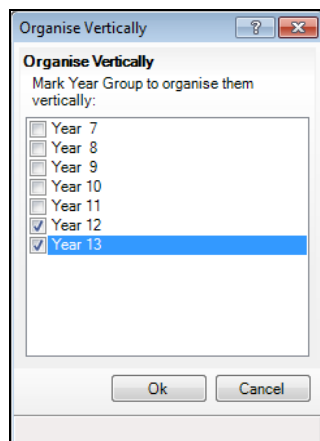 Organise Vertically
Organise Vertically
Mark Year Group to organise them
vertically:
Year 7
Year 8
Year 9
Year 10
Year 11
Year 12
Year 13
Ok Cancel